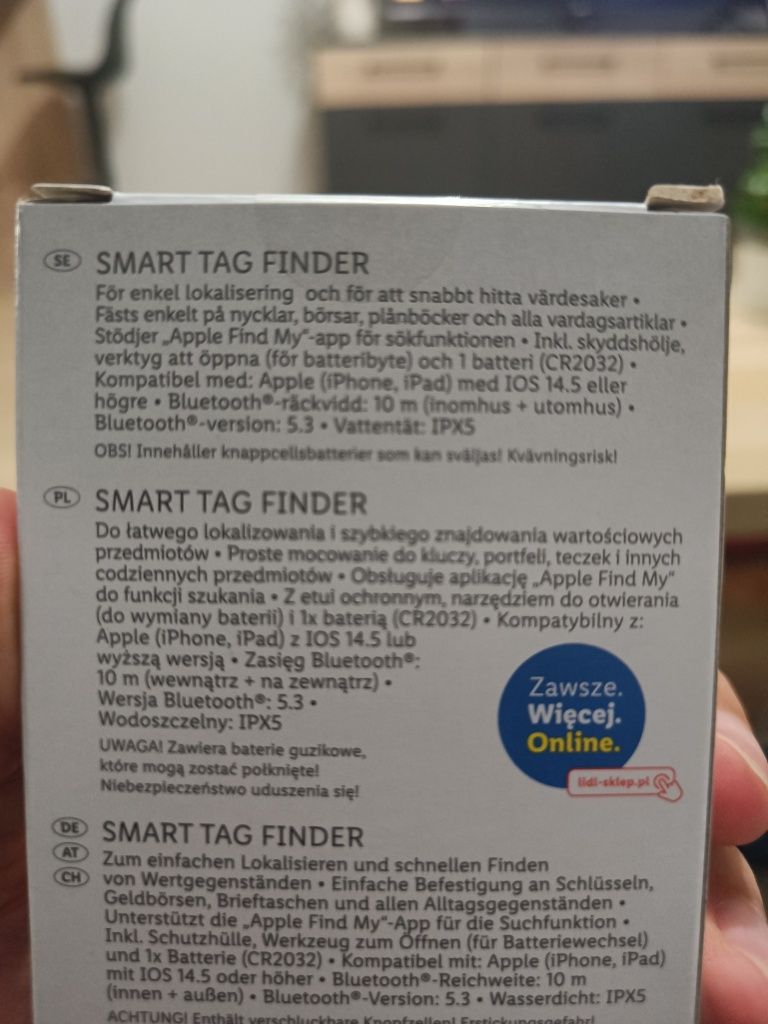 SE SMART TAG FINDER
För enkel lokalisering och för att snabbt hitta värdesaker •
Fästs enkelt på nycklar, börsar, plånböcker och alla vardagsartiklar •
Stödjer „Apple Find My“-app för sökfunktionen • Inkl. skyddshölje,
verktyg att öppna (för batteribyte) och 1 batteri (CR2032) •
Kompatibel med: Apple (iPhone, iPad) med IOS 14.5 eller
högre • Bluetooth®-räckvidd: 10 m (inomhus + utomhus) •
Bluetooth®-version: 5.3 • Vattentät: IPX5
OBS! Innehåller knappcellsbatterier som kan sväljas! Kvävningsrisk!
PL SMART TAG FINDER
Do łatwego lokalizowania i szybkiego znajdowania wartościowych
przedmiotów • Proste mocowanie do kluczy, portfeli, teczek i innych
codziennych przedmiotów • Obsługuje aplikację „Apple Find My“
do funkcji szukania • Z etui ochronnym, narzędziem do otwierania
(do wymiany baterii) i 1x baterią (CR2032) • Kompatybilny z:
Apple (iPhone, iPad) z IOS 14.5 lub
wyższą wersją • Zasięg Bluetooth®:
10 m (wewnątrz + na zewnątrz) •
Wersja Bluetooth®: 5.3 •
Wodoszczelny: IPX5
UWAGA! Zawiera baterie guzikowe,
które mogą zostać połknięte!
Niebezpieczeństwo uduszenia się!
Zawsze.
Więcej.
Online.
lidl-sklep.pl
DE SMART TAG FINDER
AT Zum einfachen Lokalisieren und schnellen Finden
CH von Wertgegenständen • Einfache Befestigung an Schlüsseln,
Geldbörsen, Brieftaschen und allen Alltagsgegenständen •
Unterstützt die „Apple Find My“-App für die Suchfunktion •
Inkl. Schutzhülle, Werkzeug zum Öffnen (für Batteriewechsel)
und 1x Batterie (CR2032) • Kompatibel mit: Apple (iPhone, iPad)
mit IOS 14.5 oder höher • Bluetooth®-Reichweite: 10 m
(innen + außen) • Bluetooth®-Version: 5.3 • Wasserdicht: IPX5
ACHTUNG! Enthält verschluckbare Knopfzellen! Erstickungsgefahr!